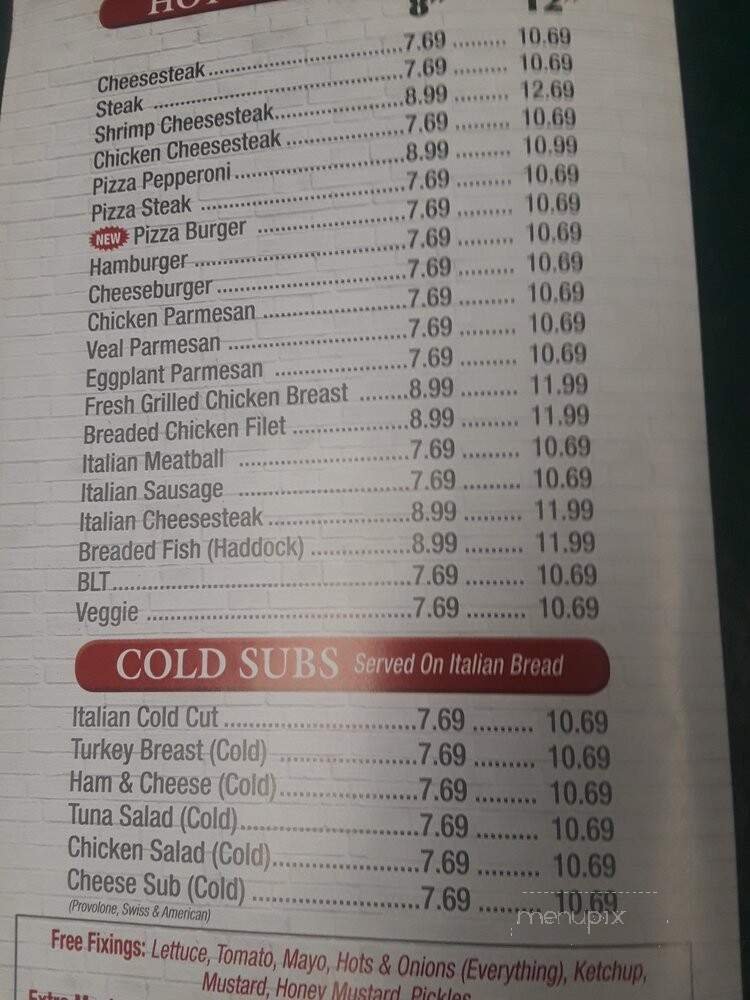 HOT 8" 12"
Cheesesteak 7.69 10.69
Steak 7.69 10.69
Shrimp Cheesesteak 8.99 12.69
Chicken Cheesesteak 7.69 10.69
Pizza Pepperoni 8.99 10.99
Pizza Steak 7.69 10.69
NEW Pizza Burger 7.69 10.69
Hamburger 7.69 10.69
Cheeseburger 7.69 10.69
Chicken Parmesan 7.69 10.69
Veal Parmesan 7.69 10.69
Eggplant Parmesan 7.69 10.69
Fresh Grilled Chicken Breast 8.99 11.99
Breaded Chicken Filet 8.99 11.99
Italian Meatball 7.69 10.69
Italian Sausage 7.69 10.69
Italian Cheesesteak 8.99 11.99
Breaded Fish (Haddock) 8.99 11.99
BLT 7.69 10.69
Veggie 7.69 10.69
COLD SUBS Served On Italian Bread
Italian Cold Cut 7.69 10.69
Turkey Breast (Cold) 7.69 10.69
Ham & Cheese (Cold) 7.69 10.69
Tuna Salad (Cold) 7.69 10.69
Chicken Salad (Cold) 7.69 10.69
Cheese Sub (Cold) 7.69 10.69
(Provolone, Swiss & American)
menupix
Free Fixings: Lettuce, Tomato, Mayo, Hots & Onions (Everything), Ketchup,
Mustard, Honey Mustard, Pickles
Extra